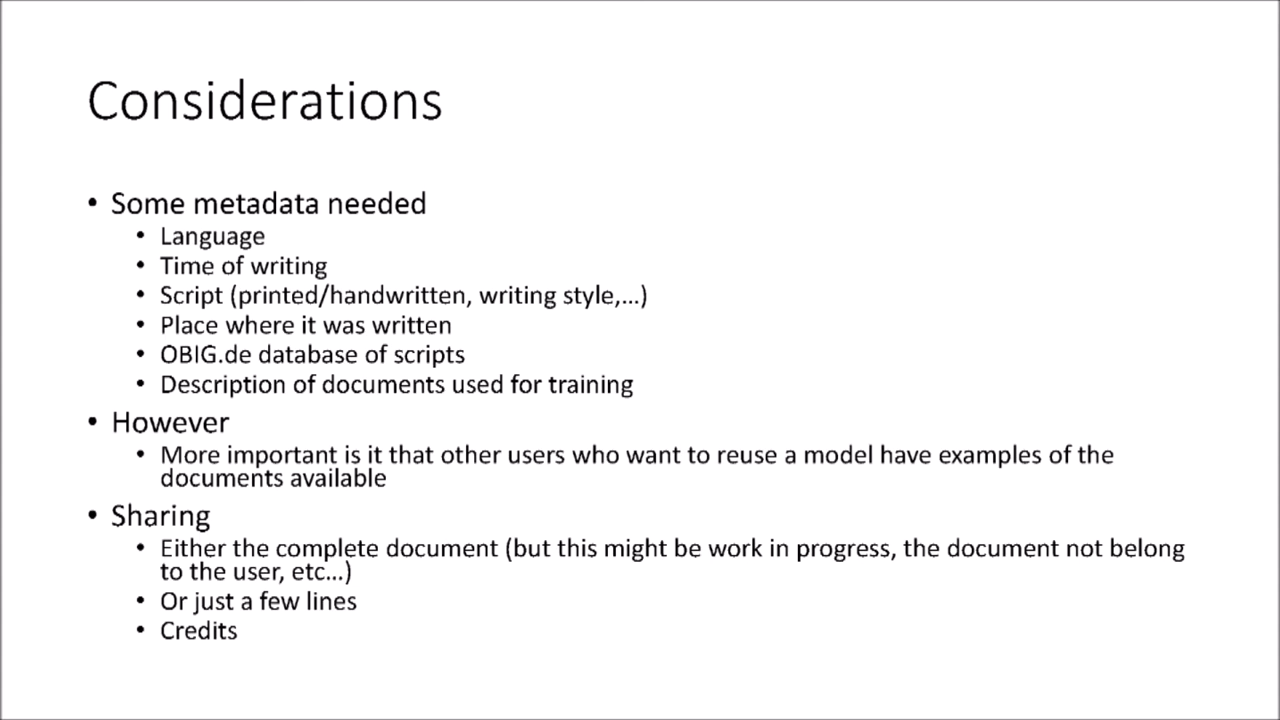 Considerations
• Some metadata needed
• Language
• Time of writing
• Script (printed/handwritten, writing style,...)
• Place where it was written
• OBIG.de database of scripts
• Description of documents used for training
• However
• More important is it that other users who want to reuse a model have examples of the
documents available
• Sharing
• Either the complete document (but this might be work in progress, the document not belong
to the user, etc...)
• Or just a few lines
• Credits